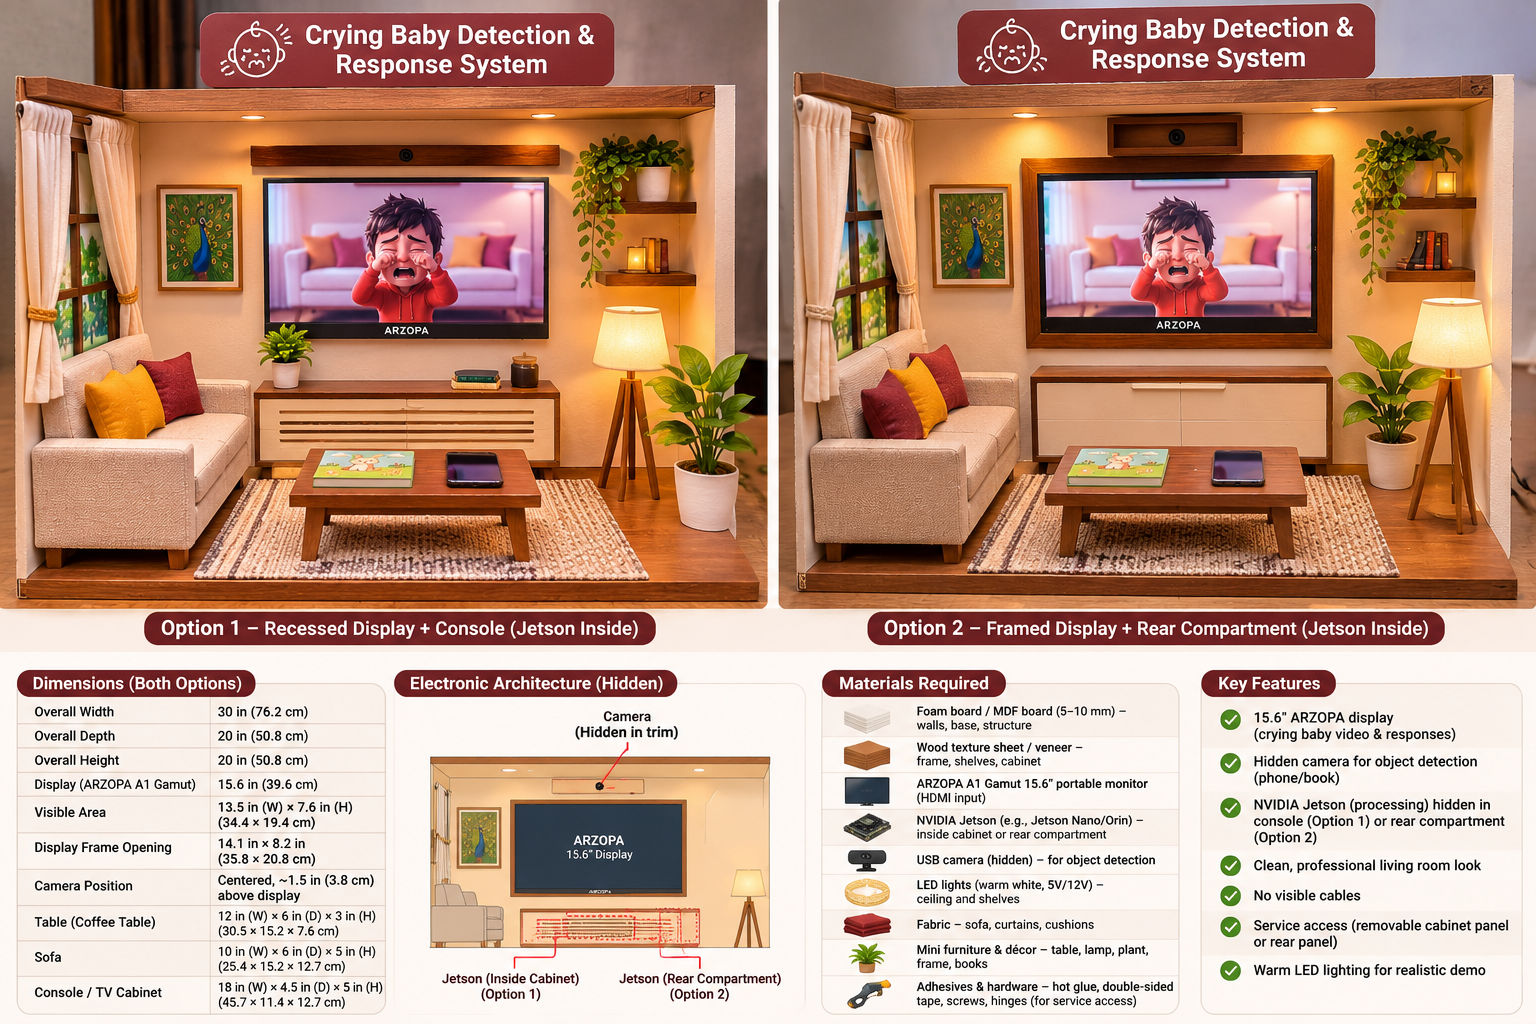 Crying Baby Detection &
Response System
ARZOPA
Option 1 – Recessed Display + Console (Jetson Inside)
Crying Baby Detection &
Response System
ARZOPA
Option 2 – Framed Display + Rear Compartment (Jetson Inside)
Dimensions (Both Options)
Overall Width 30 in (76.2 cm)
Overall Depth 20 in (50.8 cm)
Overall Height 20 in (50.8 cm)
Display (ARZOPA A1 Gamut) 15.6 in (39.6 cm)
Visible Area 13.5 in (W) × 7.6 in (H)
(34.4 × 19.4 cm)
Display Frame Opening 14.1 in × 8.2 in
(35.8 × 20.8 cm)
Camera Position Centered, ~1.5 in (3.8 cm)
above display
Table (Coffee Table) 12 in (W) × 6 in (D) × 3 in (H)
(30.5 × 15.2 × 7.6 cm)
Sofa 10 in (W) × 6 in (D) × 5 in (H)
(25.4 × 15.2 × 12.7 cm)
Console / TV Cabinet 18 in (W) × 4.5 in (D) × 5 in (H)
(45.7 × 11.4 × 12.7 cm)
Electronic Architecture (Hidden)
Camera
(Hidden in trim)
ARZOPA
15.6" Display
ARZOPA
Jetson (Inside Cabinet)
(Option 1)
Jetson (Rear Compartment)
(Option 2)
Materials Required
Foam board / MDF board (5–10 mm) –
walls, base, structure
Wood texture sheet / veneer –
frame, shelves, cabinet
ARZOPA A1 Gamut 15.6" portable monitor
(HDMI input)
NVIDIA Jetson (e.g., Jetson Nano/Orin) –
inside cabinet or rear compartment
USB camera (hidden) – for object detection
LED lights (warm white, 5V/12V) –
ceiling and shelves
Fabric – sofa, curtains, cushions
Mini furniture & décor – table, lamp, plant,
frame, books
Adhesives & hardware – hot glue, double-sided
tape, screws, hinges (for service access)
Key Features
15.6" ARZOPA display
(crying baby video & responses)
Hidden camera for object detection
(phone/book)
NVIDIA Jetson (processing) hidden in
console (Option 1) or rear compartment
(Option 2)
Clean, professional living room look
No visible cables
Service access (removable cabinet panel
or rear panel)
Warm LED lighting for realistic demo